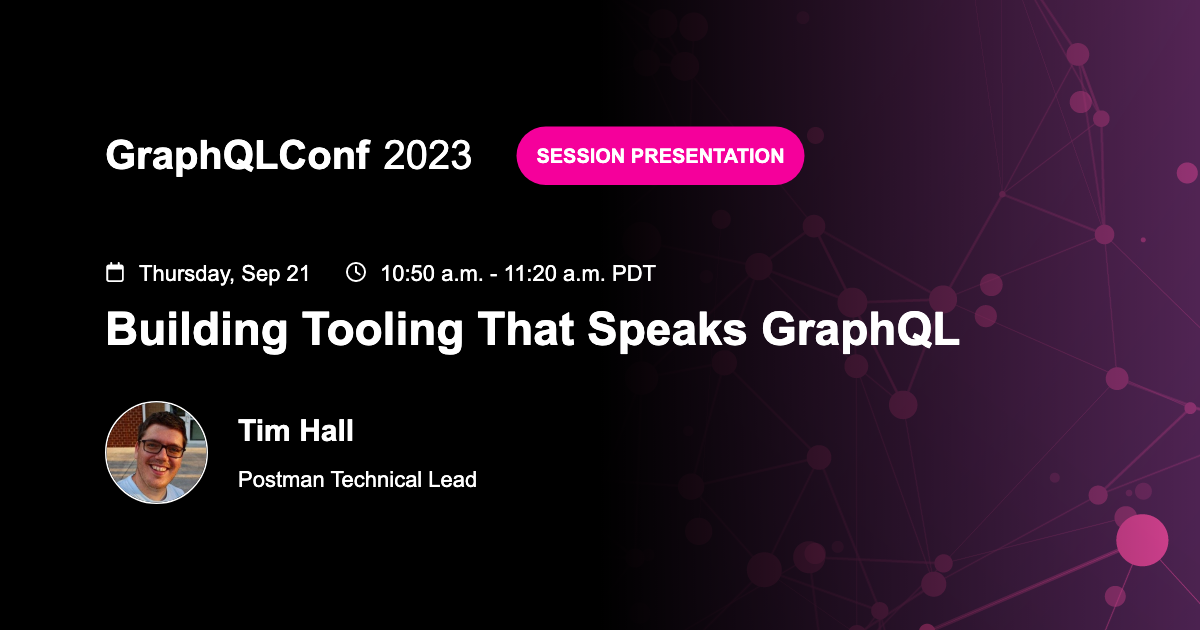 GraphQLConf 2023
SESSION PRESENTATION
Thursday, Sep 21 10:50 a.m. - 11:20 a.m. PDT
Building Tooling That Speaks GraphQL
Tim Hall
Postman Technical Lead